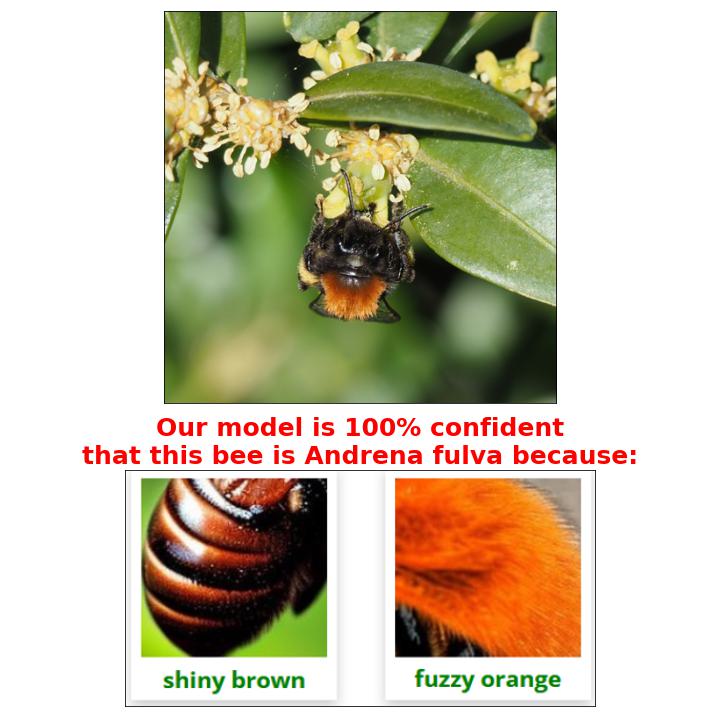 Our model is 100% confident
that this bee is Andrena fulva because:
shiny brown
fuzzy orange